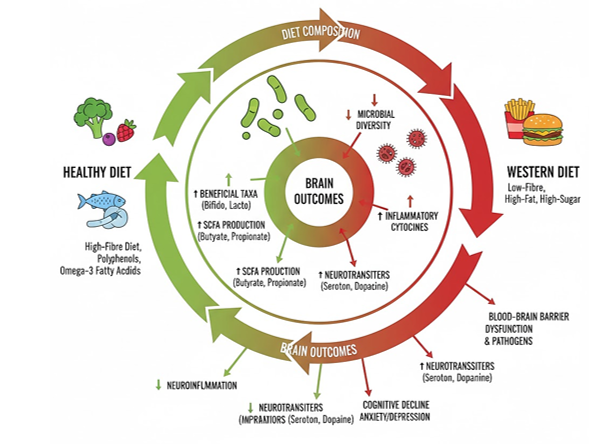 DIET COMPOSITION
↓ MICROBIAL
DIVERSITY
HEALTHY DIET
High-Fibre Diet,
Polyphenols,
Omega-3 Fatty Acdids
WESTERN DIET
Low-Fibre,
High-Fat, High-Sugar
BRAIN
OUTCOMES
↑ BENEFICIAL TAXA
(Bifido, Lacto)
↑ SCFA PRODUCTION
(Butyrate, Propionate)
↑ INFLAMMATORY
CYTOCINES
↑ SCFA PROUCTION
(Butyrate, Propionate)
↑ NEUROTRANSITERS
(Seroton, Dopacine)
BLOOD-BRAIN BARRIER
DYSFUNCTION
& PATHOGENS
BRAIN OUTCOMES
↓ NEUROINFLMMATION
↓ NEUROTRANSITERS
(Seroton, Dopaine)
COGNITIVE DECLINE
ANXIETY/DEPRESSION
↑ NEUROTRANSSITERS
(Seroton, Dopanine)